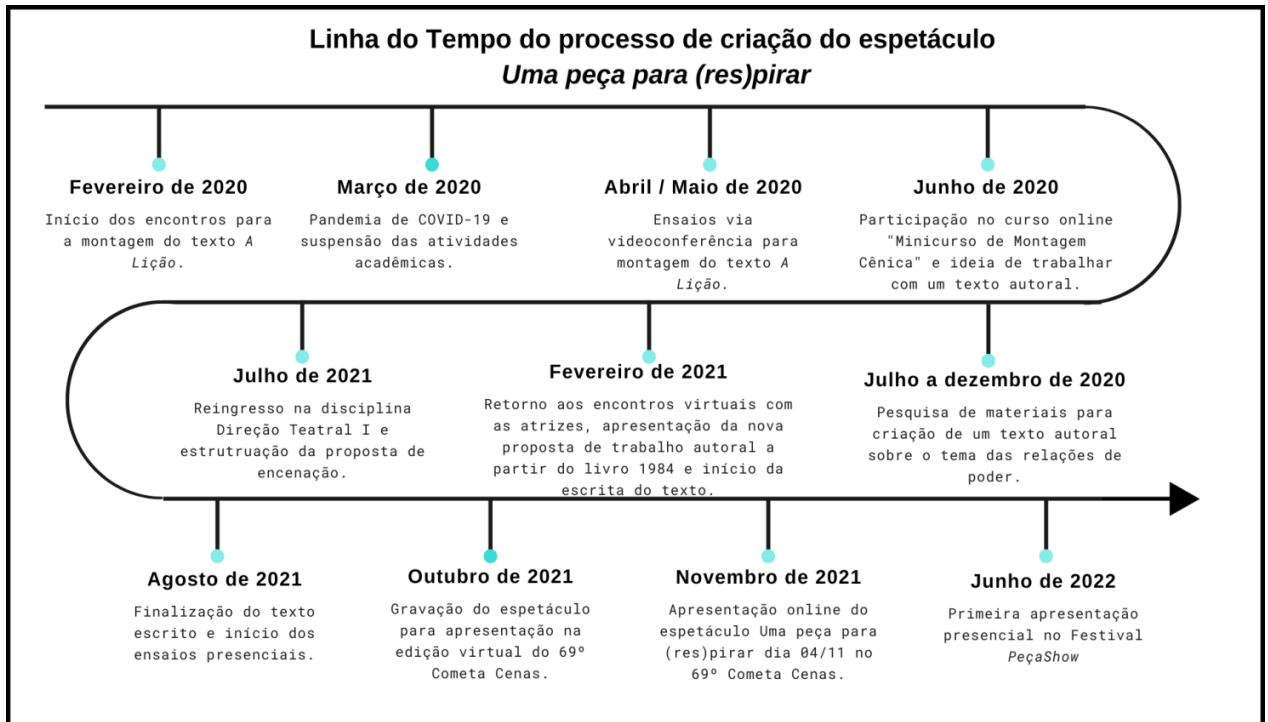 Linha do Tempo do processo de criação do espetáculo
Uma peça para (res)pirar
Fevereiro de 2020
Início dos encontros para
a montagem do texto A
Lição.
Março de 2020
Pandemia de COVID-19 e
suspensão das atividades
acadêmicas.
Abril / Maio de 2020
Ensaios via
videoconferência para
montagem do texto A
Lição.
Junho de 2020
Participação no curso online
"Minicurso de Montagem
Cênica" e ideia de trabalhar
com um texto autoral.
Julho a dezembro de 2020
Pesquisa de materiais para
criação de um texto autoral
sobre o tema das relações de
poder.
Fevereiro de 2021
Retorno aos encontros virtuais com
as atrizes, apresentação da nova
proposta de trabalho autoral a
partir do livro 1984 e início da
escrita do texto.
Julho de 2021
Reingresso na disciplina
Direção Teatral I e
estrutruação da proposta de
encenação.
Agosto de 2021
Finalização do texto
escrito e início dos
ensaios presenciais.
Outubro de 2021
Gravação do espetáculo
para apresentação na
edição virtual do 69º
Cometa Cenas.
Novembro de 2021
Apresentação online do
espetáculo Uma peça para
(res)pirar dia 04/11 no
69º Cometa Cenas.
Junho de 2022
Primeira apresentação
presencial no Festival
PeçaShow